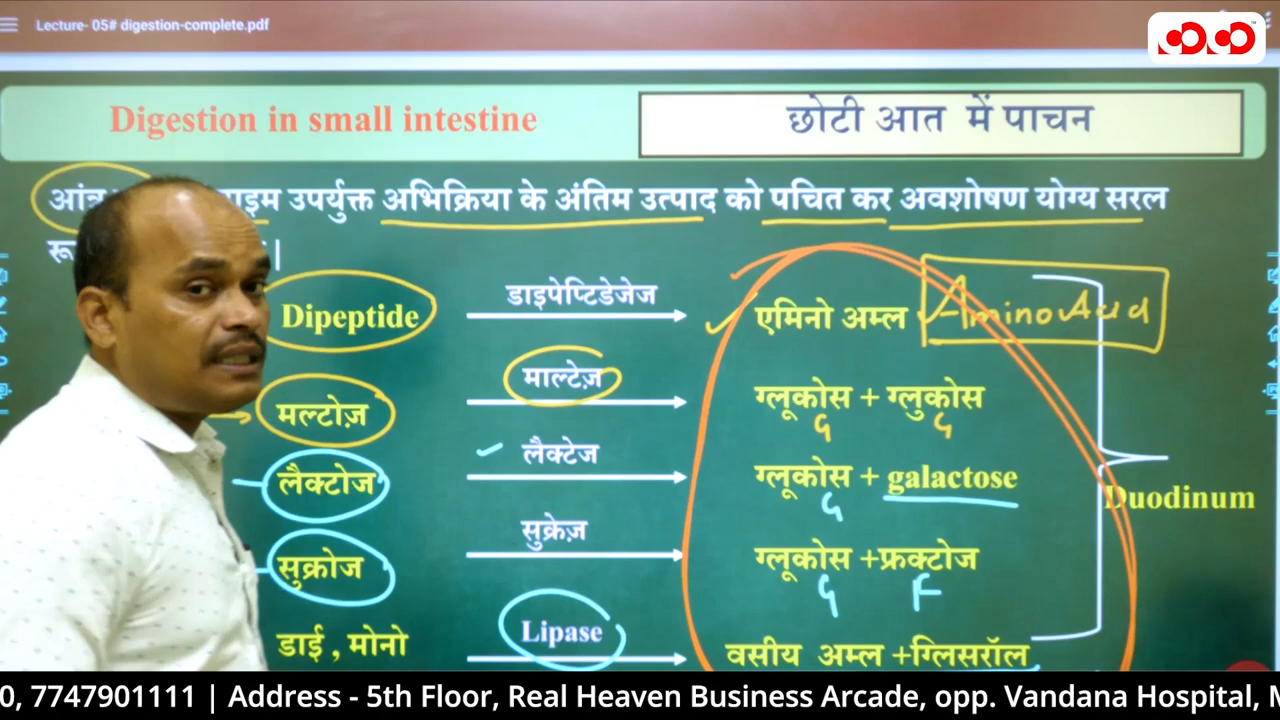 Lecture- 05# digestion-complete.pdf
Digestion in small intestine
छोटी आत में पाचन
उपर्युक्त अभिक्रिया के अंतिम उत्पाद को पचित कर अवशोषण योग्य सरल
Dipeptide डाइपेप्टिडेजेज एमिनो अम्ल Amino Acid
मल्टोज़ माल्टेज़ ग्लूकोस + ग्लुकोस
G G
लैक्टोज लैक्टेज ग्लूकोस + galactose
G
Duodinum
सुक्रोज सुक्रेज़ ग्लूकोस +फ्रक्टोज
G F
डाई , मोनो Lipase वसीय अम्ल +ग्लिसरॉल
0, 7747901111 | Address - 5th Floor, Real Heaven Business Arcade, opp. Vandana Hospital, M